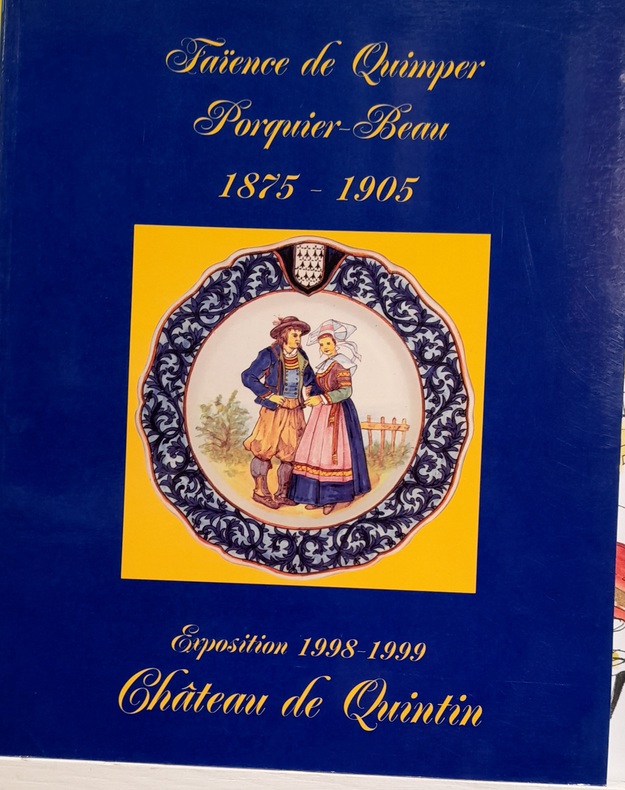 Faïence de Quimper
Porquier-Beau
1875 - 1905
Exposition 1998-1999
Château de Quintin